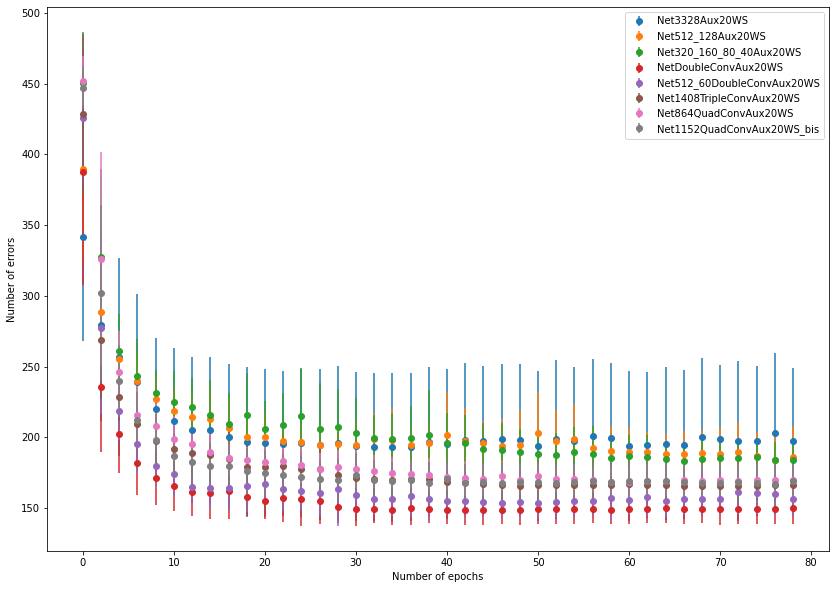 500
450
400
350
300
250
200
150
0
10
20
30
40
50
60
70
80
Number of errors
Number of epochs
Net3328Aux20WS
Net512_128Aux20WS
Net320_160_80_40Aux20WS
NetDoubleConvAux20WS
Net512_60DoubleConvAux20WS
Net1408TripleConvAux20WS
Net864QuadConvAux20WS
Net1152QuadConvAux20WS_bis